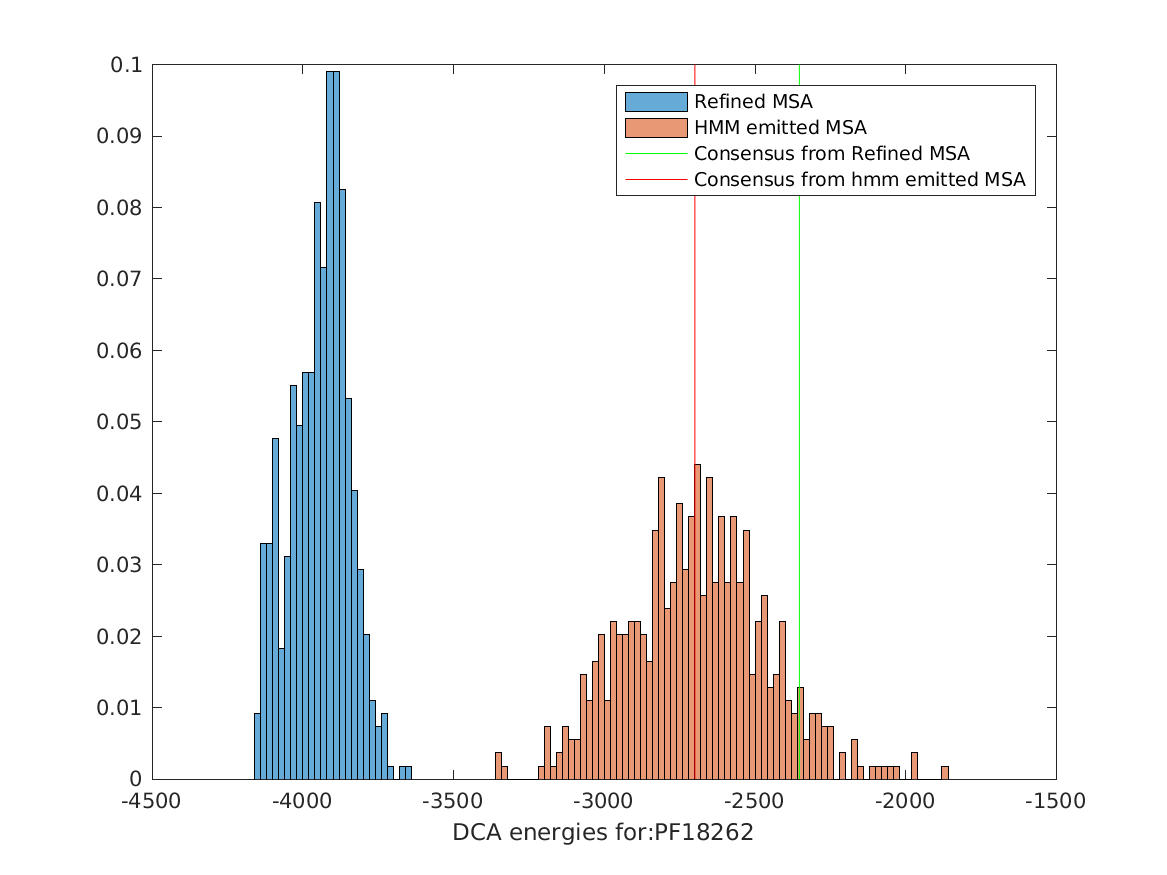 0.1
0.09
0.08
0.07
0.06
0.05
0.04
0.03
0.02
0.01
0
Refined MSA
HMM emitted MSA
Consensus from Refined MSA
Consensus from hmm emitted MSA
-4500 -4000 -3500 -3000 -2500 -2000 -1500
DCA energies for:PF18262